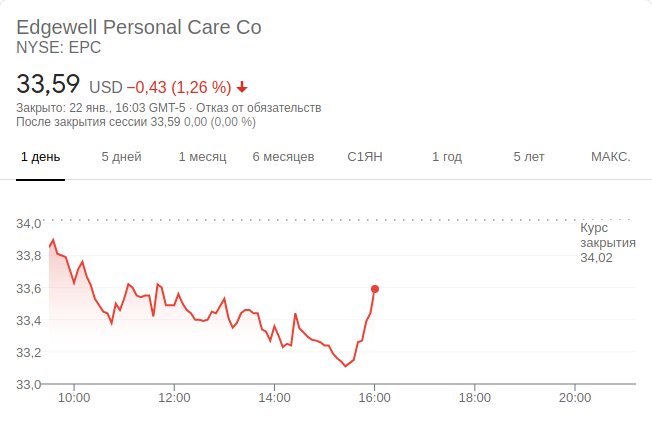 Edgewell Personal Care Co
NYSE: EPC
33,59 USD −0,43 (1,26 %)
Закрыто: 22 янв., 16:03 GMT-5 · Отказ от обязательств
После закрытия сессии 33,59 0,00 (0,00 %)
1 день 5 дней 1 месяц 6 месяцев С1ЯН 1 год 5 лет МАКС.
34,0
Курс
закрытия
34,02
33,8
33,6
33,4
33,2
33,0
10:00 12:00 14:00 16:00 18:00 20:00